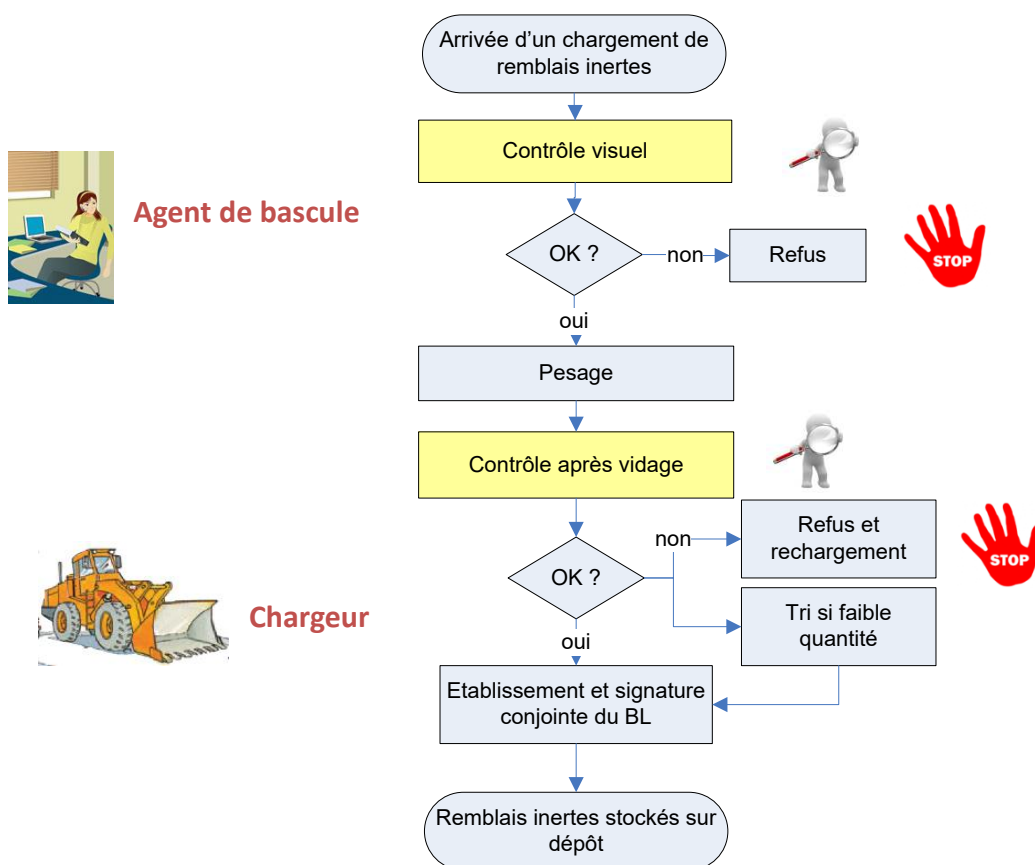 Arrivée d'un chargement de
remblais inertes
Contrôle visuel
Agent de bascule
OK ?
non
Refus
STOP
oui
Pesage
Contrôle après vidage
non
Refus et
rechargement
STOP
OK ?
Chargeur
Tri si faible
quantité
oui
Etablissement et signature
conjointe du BL
Remblais inertes stockés sur
dépôt